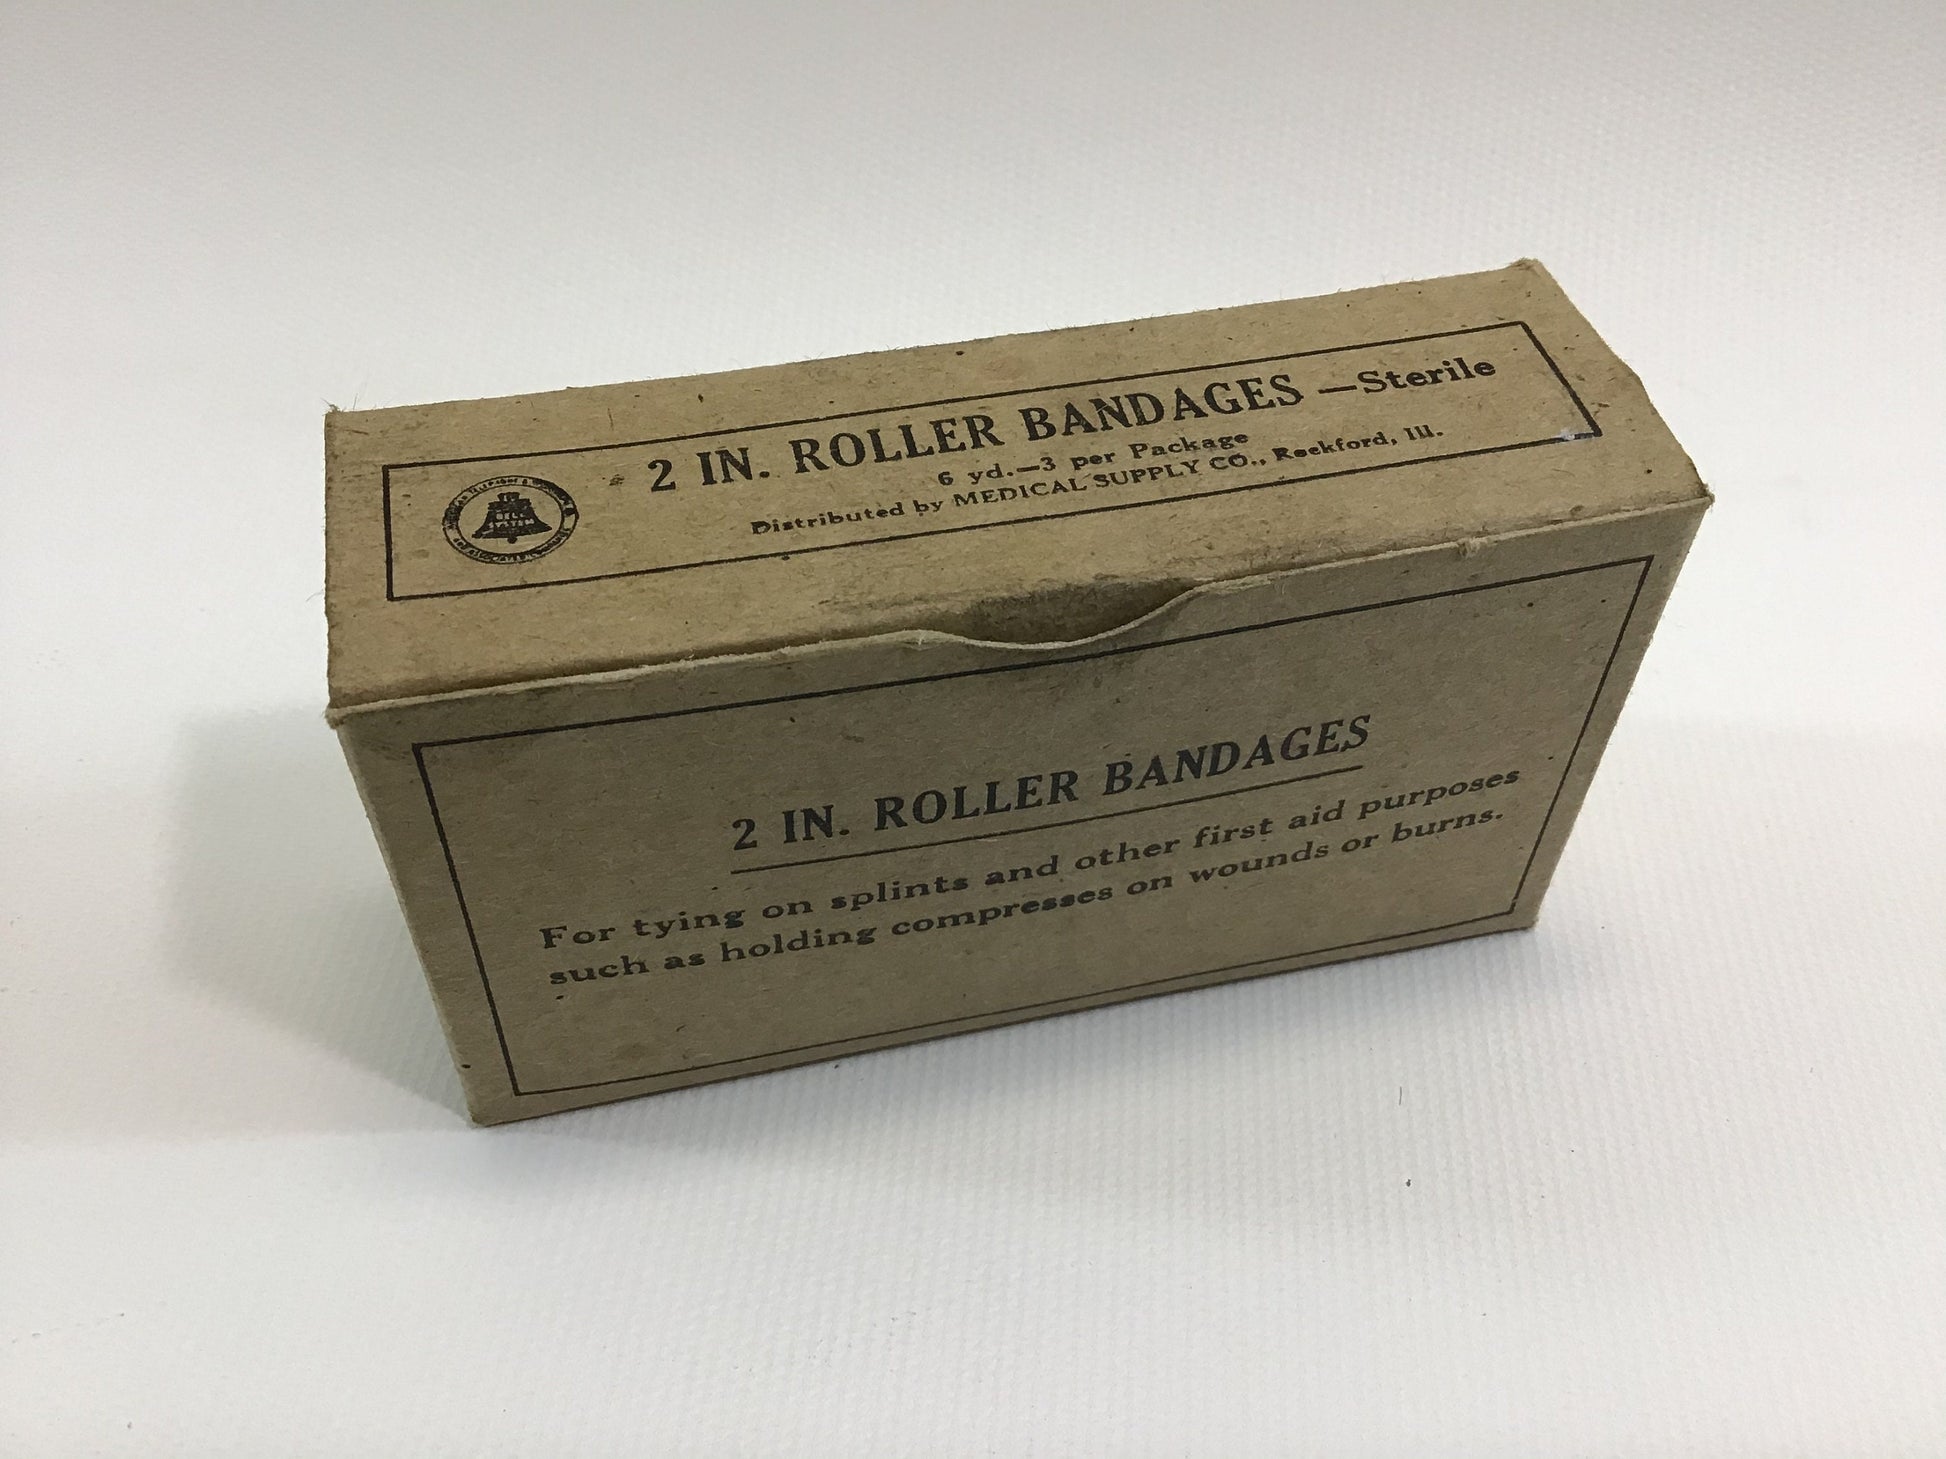 2 IN. ROLLER BANDAGES —Sterile
6 yd.—3 per Package
Distributed by MEDICAL SUPPLY CO., Rockford, Ill.
BELL
SYSTEM
2 IN. ROLLER BANDAGES
For tying on splints and other first aid purposes
such as holding compresses on wounds or burns.